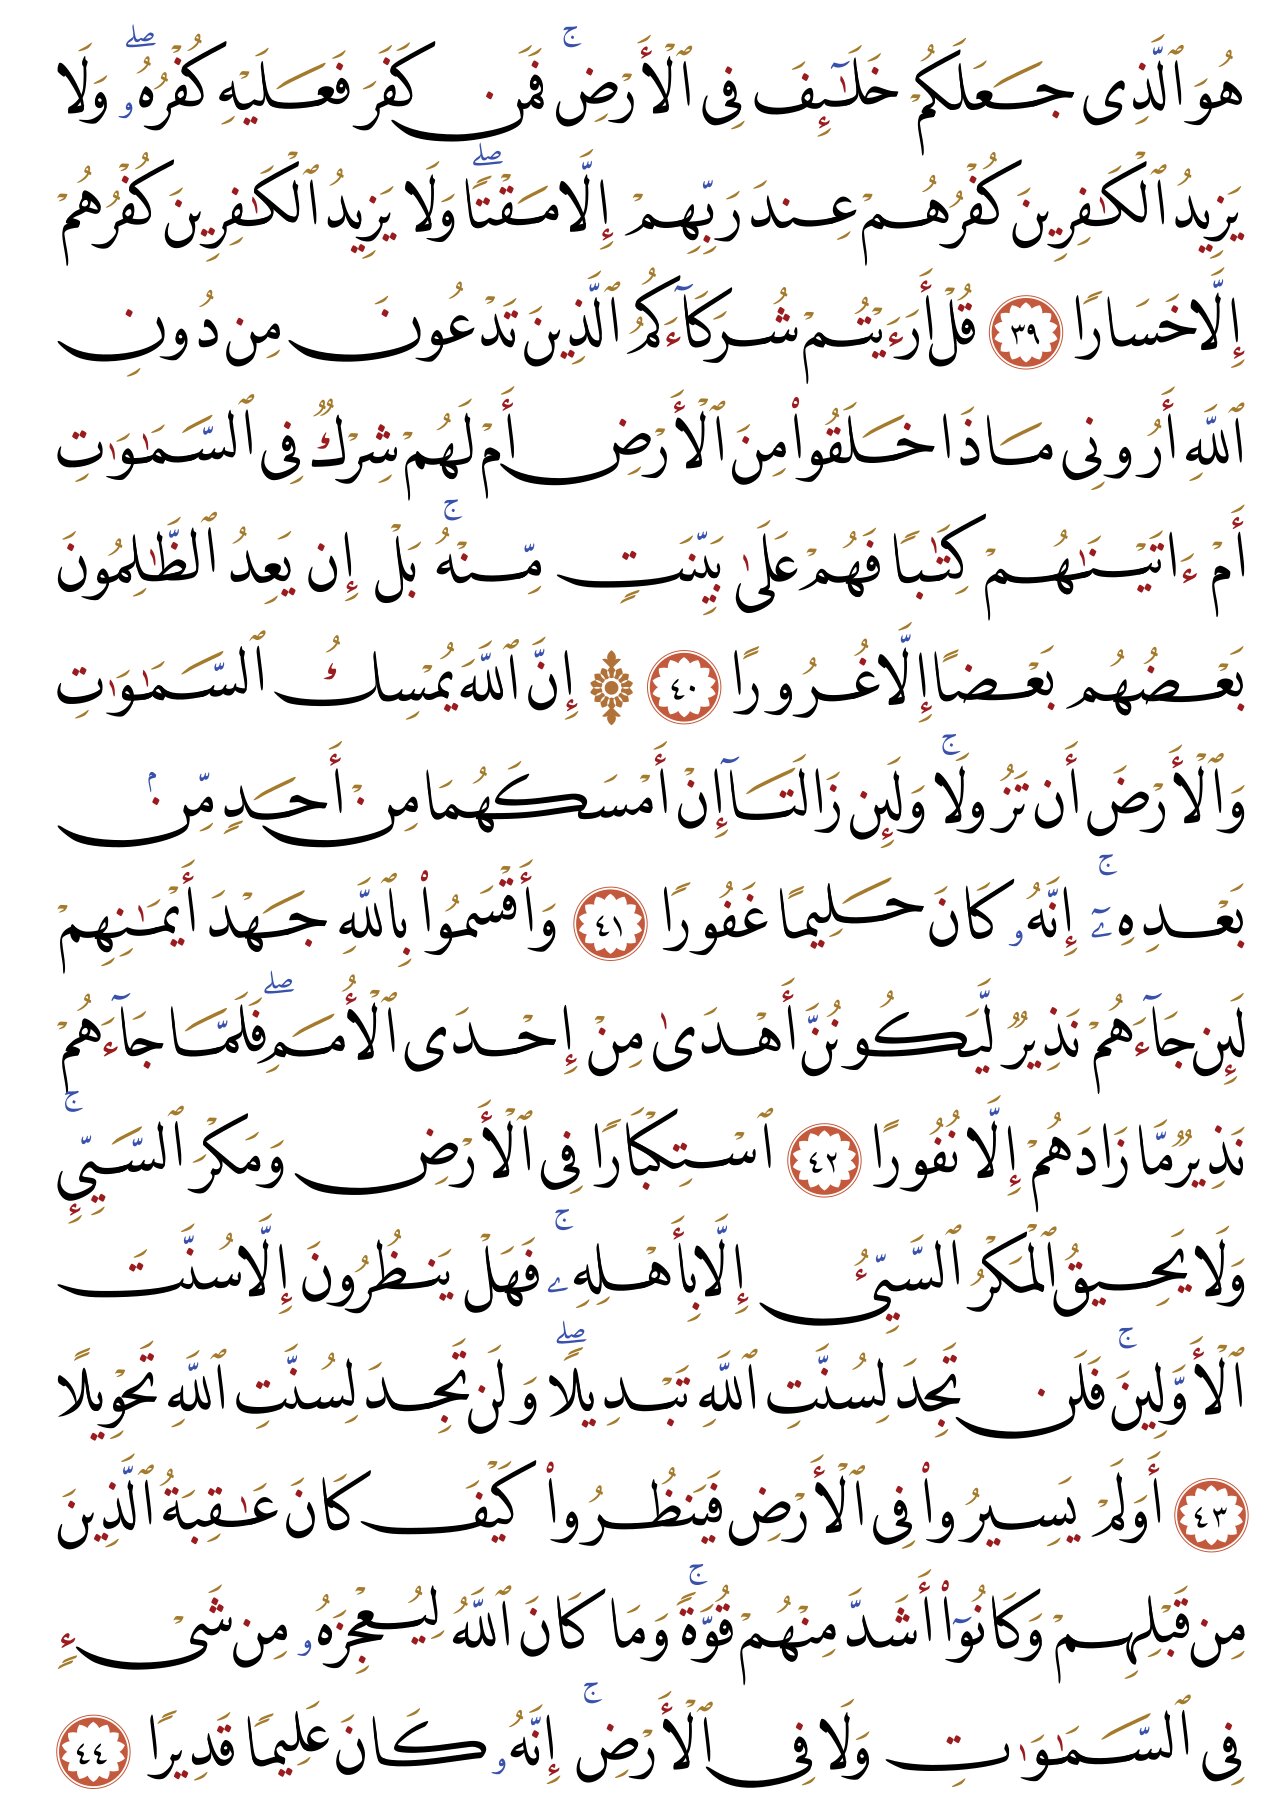 هُوَ ٱلَّذِى جَعَلَكُمْ خَلَٰٓئِفَ فِى ٱلْأَرْضِ ۚ فَمَن كَفَرَ فَعَلَيْهِ كُفْرُهُۥ ۖ وَلَا
يَزِيدُ ٱلْكَٰفِرِينَ كُفْرُهُمْ عِندَ رَبِّهِمْ إِلَّا مَقْتًا ۖ وَلَا يَزِيدُ ٱلْكَٰفِرِينَ كُفْرُهُمْ
إِلَّا خَسَارًا ٣٩ قُلْ أَرَءَيْتُمْ شُرَكَآءَكُمُ ٱلَّذِينَ تَدْعُونَ مِن دُونِ
ٱللَّهِ أَرُونِى مَاذَا خَلَقُوا۟ مِنَ ٱلْأَرْضِ أَمْ لَهُمْ شِرْكٌ فِى ٱلسَّمَٰوَٰتِ
أَمْ ءَاتَيْنَٰهُمْ كِتَٰبًا فَهُمْ عَلَىٰ بَيِّنَتٍ مِّنْهُ ۚ بَلْ إِن يَعِدُ ٱلظَّٰلِمُونَ
بَعْضُهُم بَعْضًا إِلَّا غُرُورًا ٤٠ ۞ إِنَّ ٱللَّهَ يُمْسِكُ ٱلسَّمَٰوَٰتِ
وَٱلْأَرْضَ أَن تَزُولَا ۚ وَلَئِن زَالَتَآ إِنْ أَمْسَكَهُمَا مِنْ أَحَدٍ مِّنۢ
بَعْدِهِۦٓ ۚ إِنَّهُۥ كَانَ حَلِيمًا غَفُورًا ٤١ وَأَقْسَمُوا۟ بِٱللَّهِ جَهْدَ أَيْمَٰنِهِمْ
لَئِن جَآءَهُمْ نَذِيرٌ لَّيَكُونُنَّ أَهْدَىٰ مِنْ إِحْدَى ٱلْأُمَمِ ۖ فَلَمَّا جَآءَهُمْ
نَذِيرٌ مَّا زَادَهُمْ إِلَّا نُفُورًا ٤٢ ٱسْتِكْبَارًا فِى ٱلْأَرْضِ وَمَكْرَ ٱلسَّيِّئِ ۚ
وَلَا يَحِيقُ ٱلْمَكْرُ ٱلسَّيِّئُ إِلَّا بِأَهْلِهِۦ ۚ فَهَلْ يَنظُرُونَ إِلَّا سُنَّتَ
ٱلْأَوَّلِينَ ۚ فَلَن تَجِدَ لِسُنَّتِ ٱللَّهِ تَبْدِيلًا ۖ وَلَن تَجِدَ لِسُنَّتِ ٱللَّهِ تَحْوِيلًا
٤٣ أَوَلَمْ يَسِيرُوا۟ فِى ٱلْأَرْضِ فَيَنظُرُوا۟ كَيْفَ كَانَ عَٰقِبَةُ ٱلَّذِينَ
مِن قَبْلِهِمْ وَكَانُوٓا۟ أَشَدَّ مِنْهُمْ قُوَّةً ۚ وَمَا كَانَ ٱللَّهُ لِيُعْجِزَهُۥ مِن شَىْءٍ
فِى ٱلسَّمَٰوَٰتِ وَلَا فِى ٱلْأَرْضِ ۚ إِنَّهُۥ كَانَ عَلِيمًا قَدِيرًا ٤٤